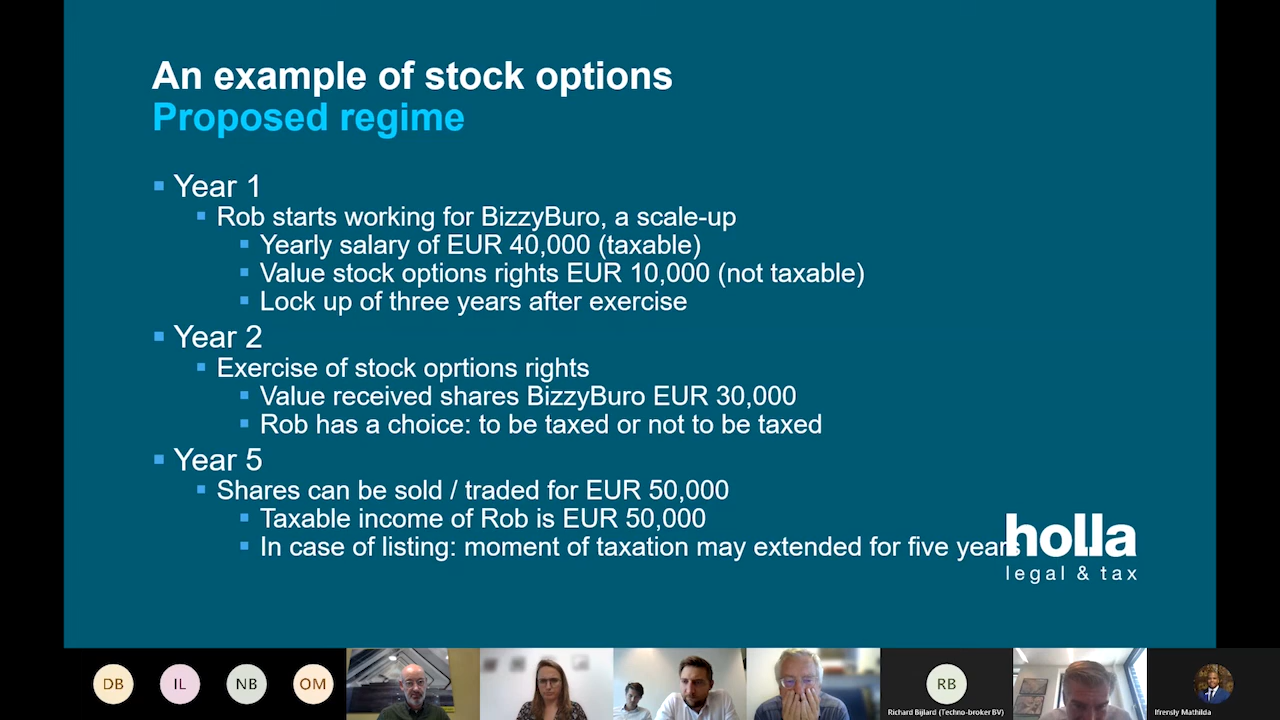 An example of stock options
Proposed regime
Year 1
Rob starts working for BizzyBuro, a scale-up
Yearly salary of EUR 40,000 (taxable)
Value stock options rights EUR 10,000 (not taxable)
Lock up of three years after exercise
Year 2
Exercise of stock oprtions rights
Value received shares BizzyBuro EUR 30,000
Rob has a choice: to be taxed or not to be taxed
Year 5
Shares can be sold / traded for EUR 50,000
Taxable income of Rob is EUR 50,000
In case of listing: moment of taxation may extended for five years
holla
legal & tax
DB IL NB OM RB
Richard Bijlard (Techno-broker BV) Ifrensly Mathilda